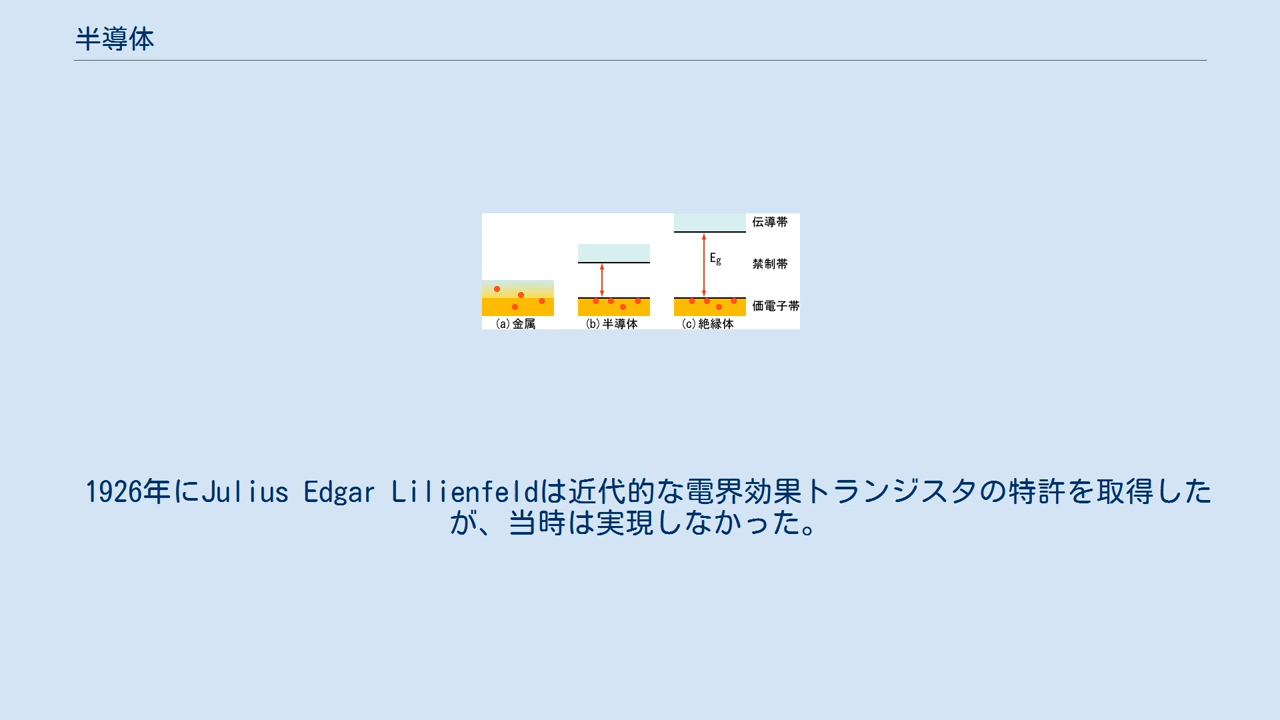 半導体
伝導帯
Eg
禁制帯
価電子帯
(a)金属
(b)半導体
(c)絶縁体
1926年にJulius Edgar Lilienfeldは近代的な電界効果トランジスタの特許を取得した
が、当時は実現しなかった。